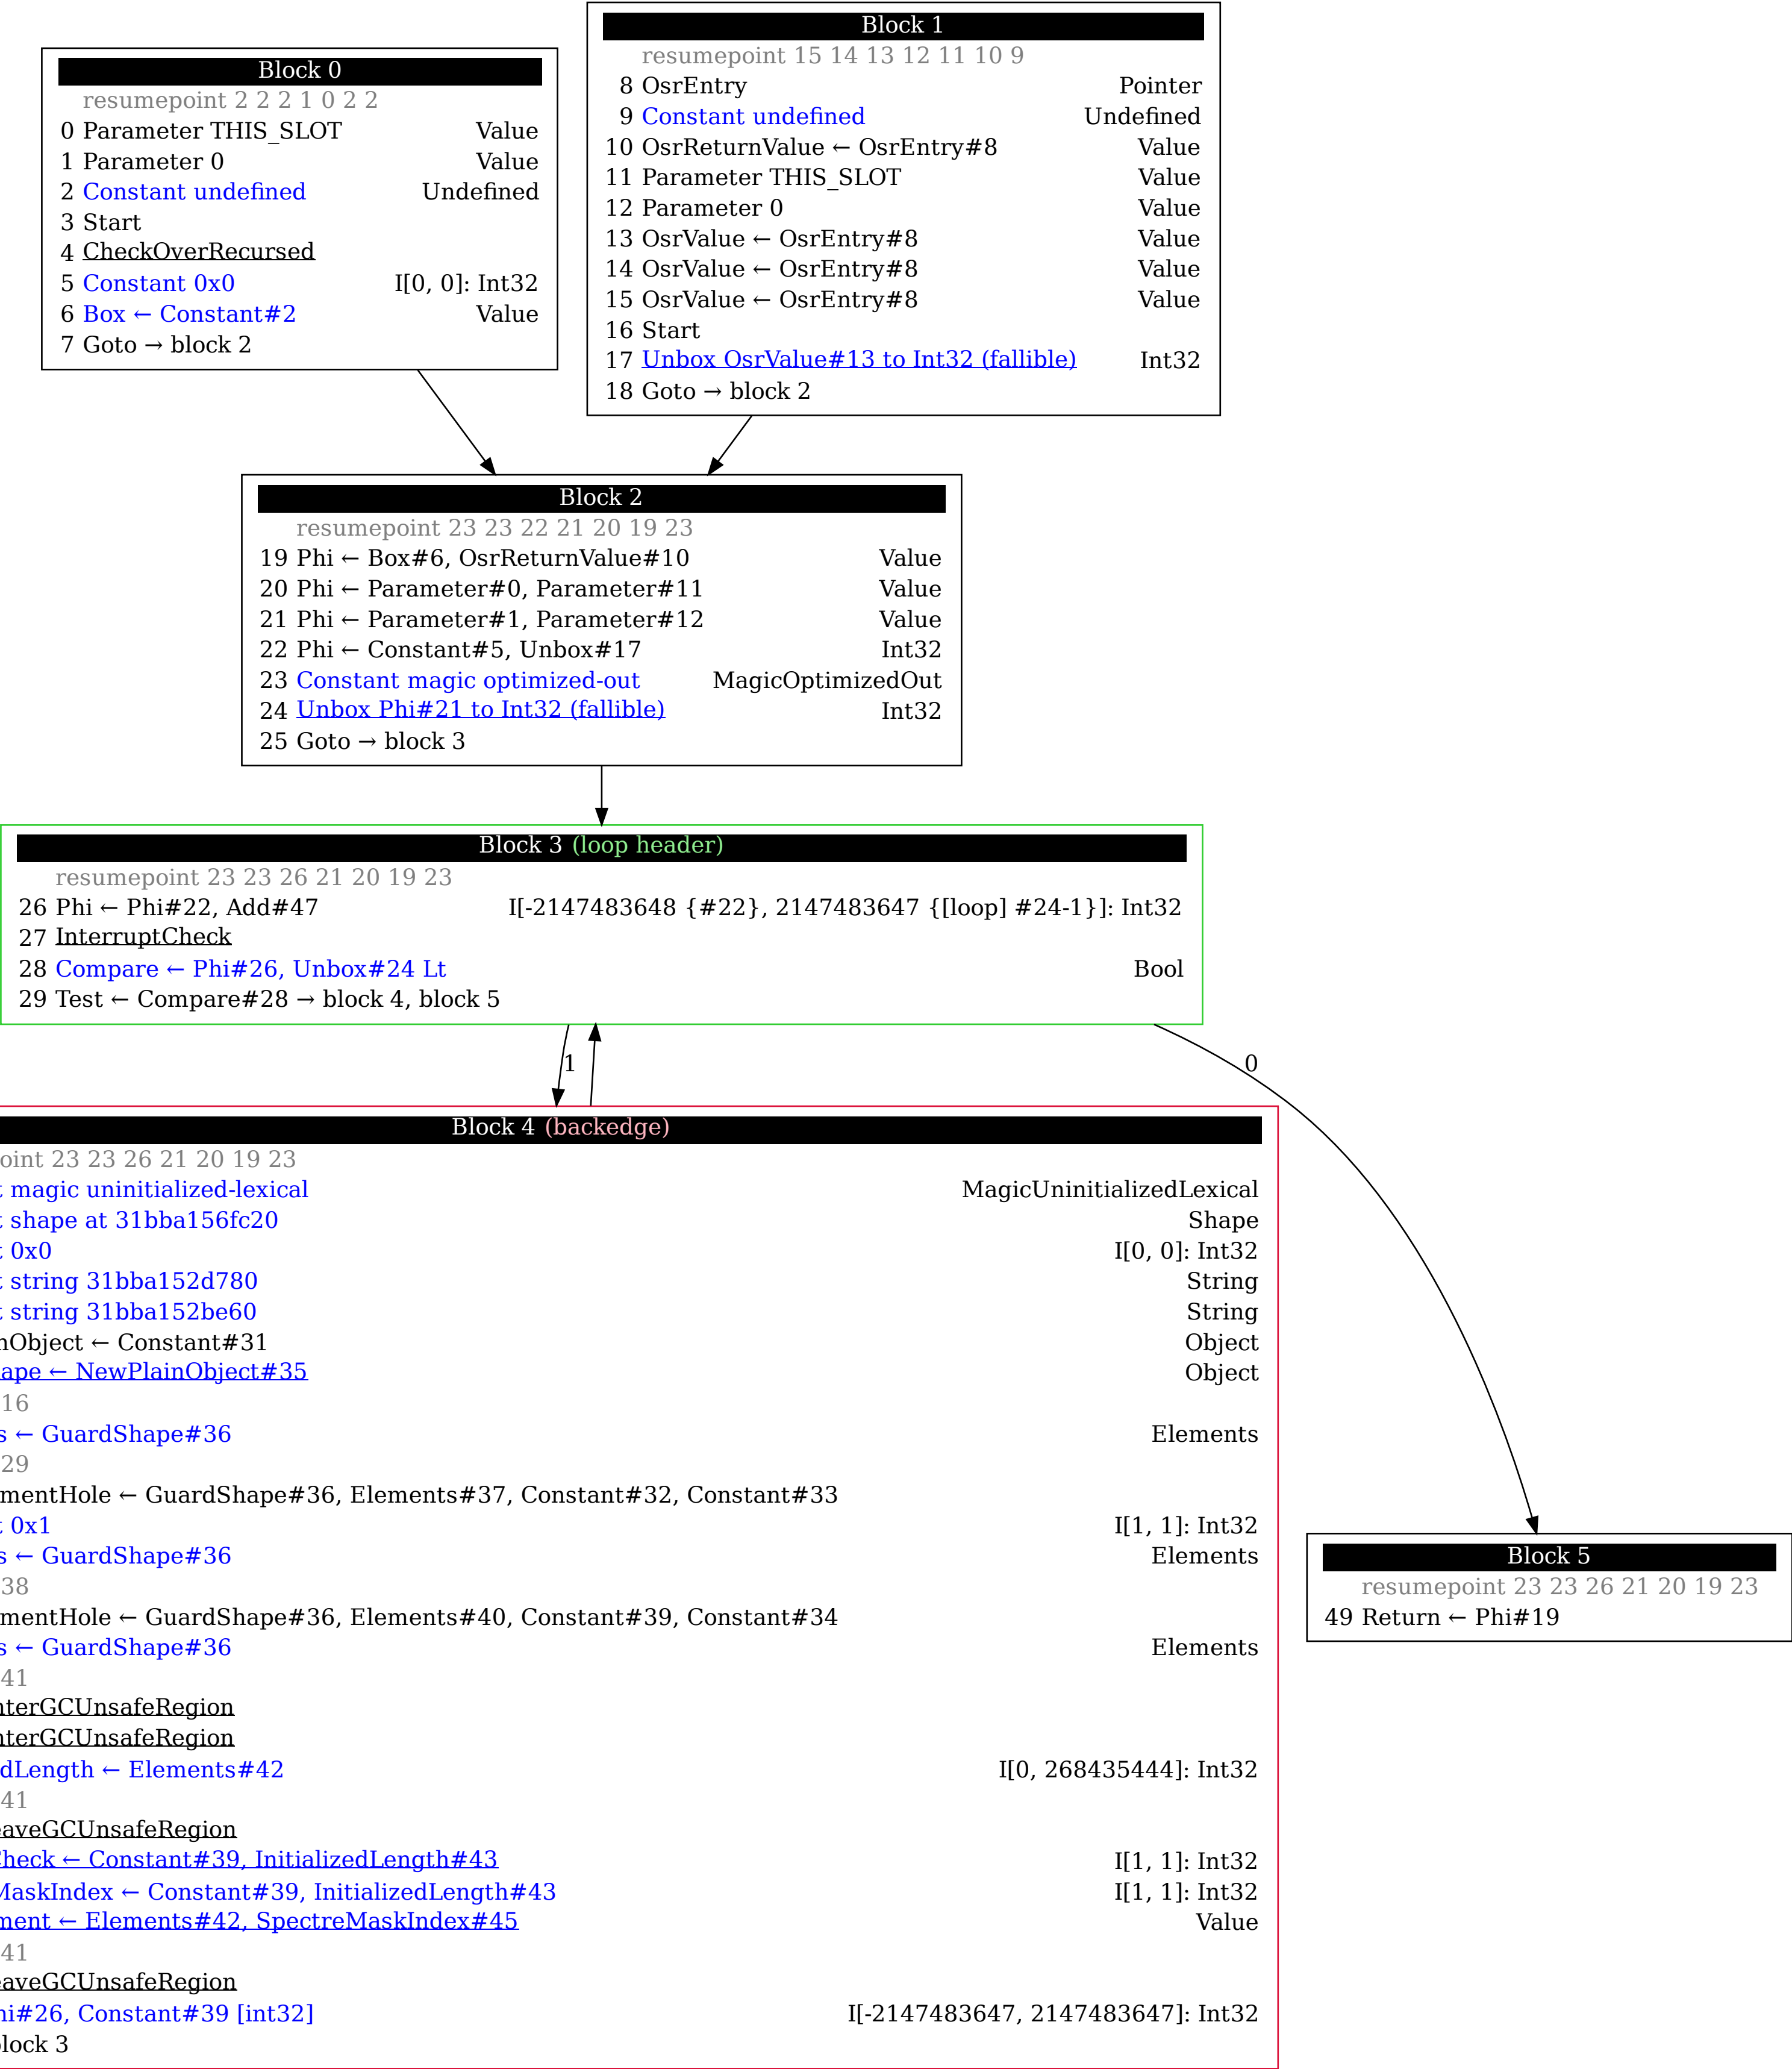 Block 0
resumepoint 2 2 2 1 0 2 2
0 Parameter THIS_SLOT Value
1 Parameter 0 Value
2 Constant undefined Undefined
3 Start
4 CheckOverRecursed
5 Constant 0x0 I[0, 0]: Int32
6 Box ← Constant#2 Value
7 Goto → block 2
Block 1
resumepoint 15 14 13 12 11 10 9
8 OsrEntry Pointer
9 Constant undefined Undefined
10 OsrReturnValue ← OsrEntry#8 Value
11 Parameter THIS_SLOT Value
12 Parameter 0 Value
13 OsrValue ← OsrEntry#8 Value
14 OsrValue ← OsrEntry#8 Value
15 OsrValue ← OsrEntry#8 Value
16 Start
17 Unbox OsrValue#13 to Int32 (fallible) Int32
18 Goto → block 2
Block 2
resumepoint 23 23 22 21 20 19 23
19 Phi ← Box#6, OsrReturnValue#10 Value
20 Phi ← Parameter#0, Parameter#11 Value
21 Phi ← Parameter#1, Parameter#12 Value
22 Phi ← Constant#5, Unbox#17 Int32
23 Constant magic optimized-out MagicOptimizedOut
24 Unbox Phi#21 to Int32 (fallible) Int32
25 Goto → block 3
Block 3 (loop header)
resumepoint 23 23 26 21 20 19 23
26 Phi ← Phi#22, Add#47 I[-2147483648 {#22}, 2147483647 {[loop] #24-1}]: Int32
27 InterruptCheck
28 Compare ← Phi#26, Unbox#24 Lt Bool
29 Test ← Compare#28 → block 4, block 5
1
0
Block 4 (backedge)
oint 23 23 26 21 20 19 23
t magic uninitialized-lexical MagicUninitializedLexical
t shape at 31bba156fc20 Shape
t 0x0 I[0, 0]: Int32
t string 31bba152d780 String
t string 31bba152be60 String
nObject ← Constant#31 Object
ape ← NewPlainObject#35 Object
16
s ← GuardShape#36 Elements
29
mentHole ← GuardShape#36, Elements#37, Constant#32, Constant#33
t 0x1 I[1, 1]: Int32
s ← GuardShape#36 Elements
38
mentHole ← GuardShape#36, Elements#40, Constant#39, Constant#34
s ← GuardShape#36 Elements
41
nterGCUnsafeRegion
nterGCUnsafeRegion
dLength ← Elements#42 I[0, 268435444]: Int32
41
eaveGCUnsafeRegion
Check ← Constant#39, InitializedLength#43 I[1, 1]: Int32
MaskIndex ← Constant#39, InitializedLength#43 I[1, 1]: Int32
ment ← Elements#42, SpectreMaskIndex#45 Value
41
eaveGCUnsafeRegion
hi#26, Constant#39 [int32] I[-2147483647, 2147483647]: Int32
block 3
Block 5
resumepoint 23 23 26 21 20 19 23
49 Return ← Phi#19